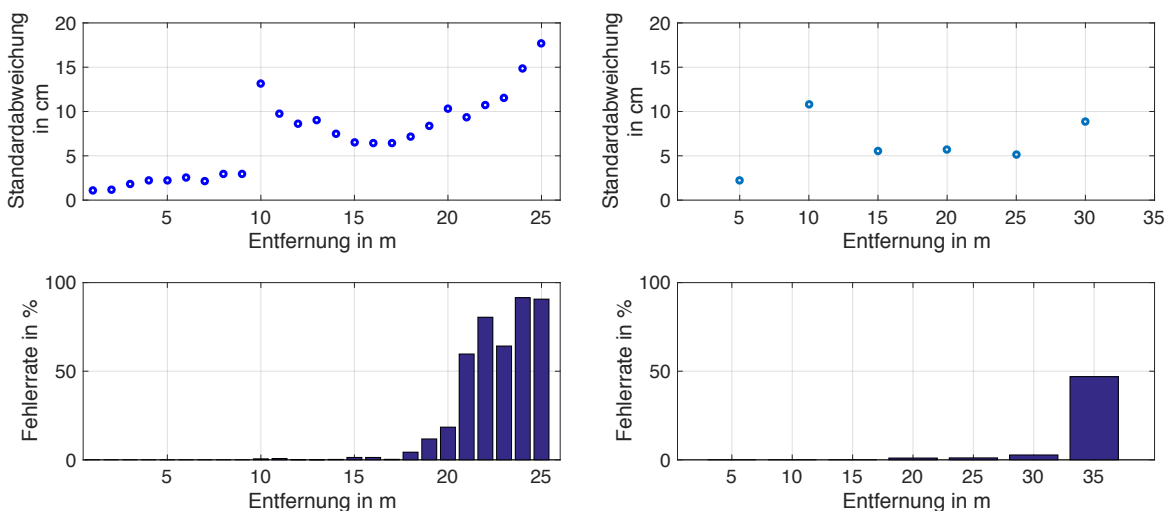 Standardabweichung
in cm
20
15
10
5
0
5 10 15 20 25
Entfernung in m
Standardabweichung
in cm
20
15
10
5
0
5 10 15 20 25 30 35
Entfernung in m
Fehlerrate in %
100
50
0
5 10 15 20 25
Entfernung in m
Fehlerrate in %
100
50
0
5 10 15 20 25 30 35
Entfernung in m